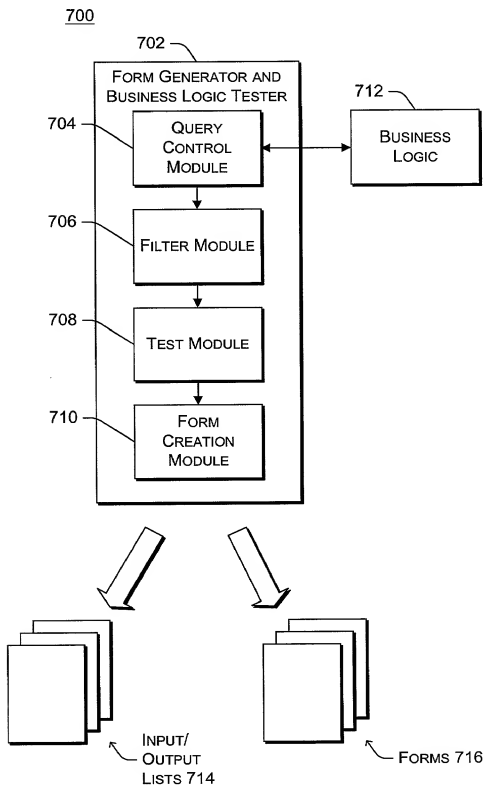 700
702
FORM GENERATOR AND
BUSINESS LOGIC TESTER
704
QUERY
CONTROL
MODULE
712
BUSINESS
LOGIC
706
FILTER MODULE
708
TEST MODULE
710
FORM
CREATION
MODULE
INPUT/
OUTPUT
LISTS 714
FORMS 716